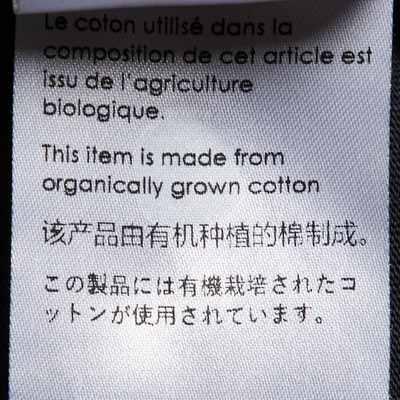 Le coton utilisé dans la
composition de cet article est
issu de l'agriculture
biologique.
This item is made from
organically grown cotton
该产品由有机种植的棉制成。
この製品には有機栽培されたコ
ットンが使用されています。